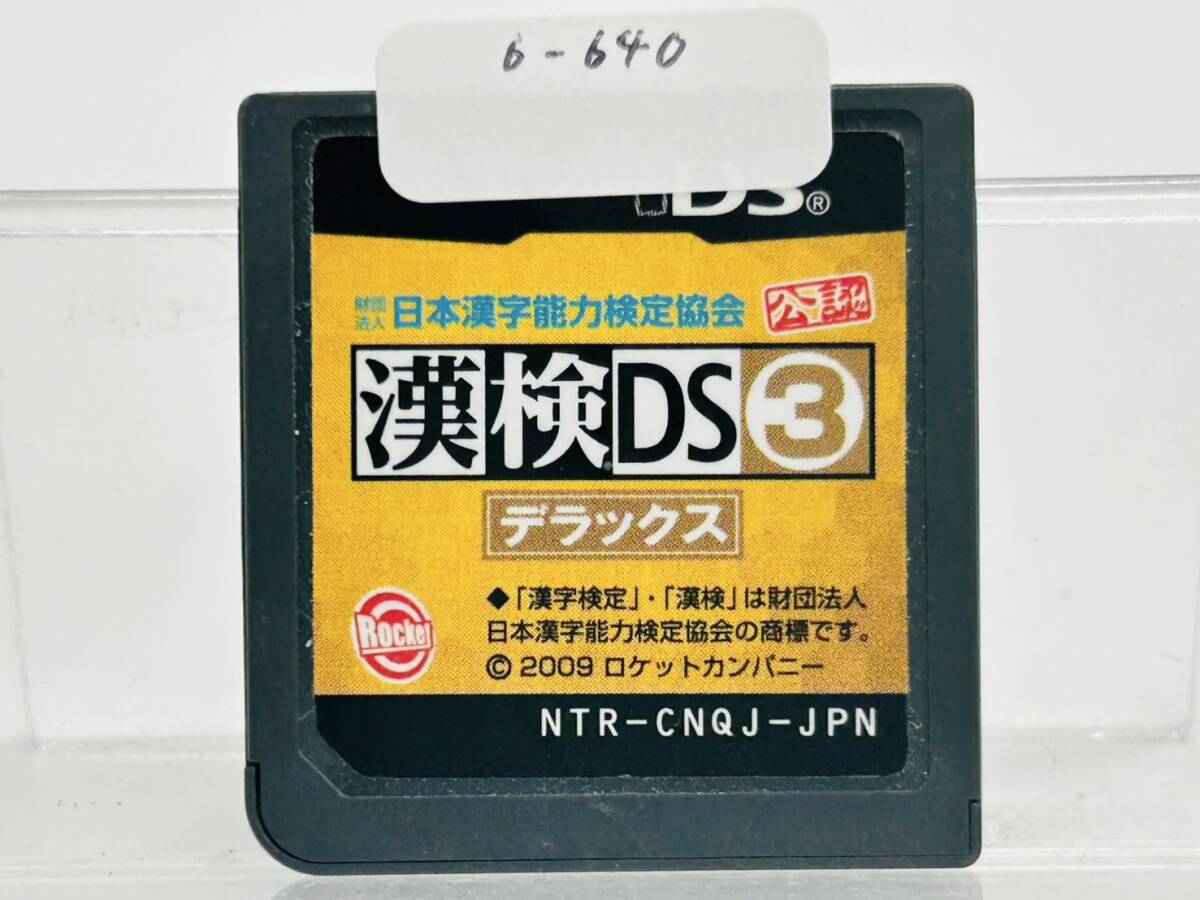 6-640
DS®
財団法人 日本漢字能力検定協会 公認
漢検DS3
デラックス
Rocket
◆「漢字検定」・「漢検」は財団法人
日本漢字能力検定協会の商標です。
© 2009 ロケットカンパニー
NTR-CNQJ-JPN